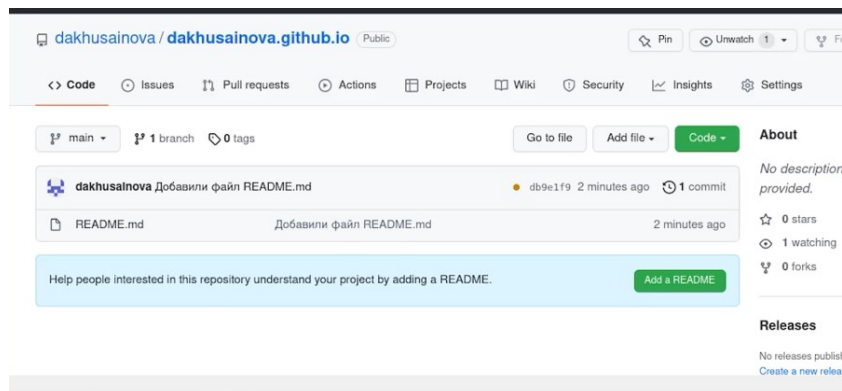 dakhusainova / dakhusainova.github.io Public
Pin Unwatch 1
<> Code Issues Pull requests Actions Projects Wiki Security Insights Settings
main 1 branch 0 tags Go to file Add file Code
About
No description
provided.
dakhusainova Добавили файл README.md db9e1f9 2 minutes ago 1 commit
README.md Добавили файл README.md 2 minutes ago
0 stars
1 watching
0 forks
Help people interested in this repository understand your project by adding a README. Add a README
Releases
No releases
Create a new